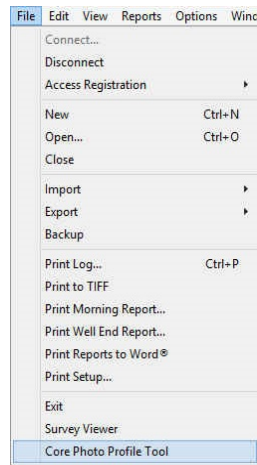 File Edit View Reports Options Wind
Connect...
Disconnect
Access Registration
New Ctrl+N
Open... Ctrl+O
Close
Import
Export
Backup
Print Log... Ctrl+P
Print to TIFF
Print Morning Report...
Print Well End Report...
Print Reports to Word®
Print Setup...
Exit
Survey Viewer
Core Photo Profile Tool